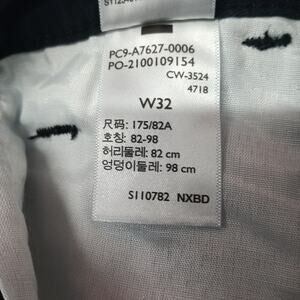 PC9-A7627-0006
PO-2100109154
CW-3524
4718
W32
尺码: 175/82A
호칭: 82-98
허리둘레: 82 cm
엉덩이둘레: 98 cm
S110782 NXBD